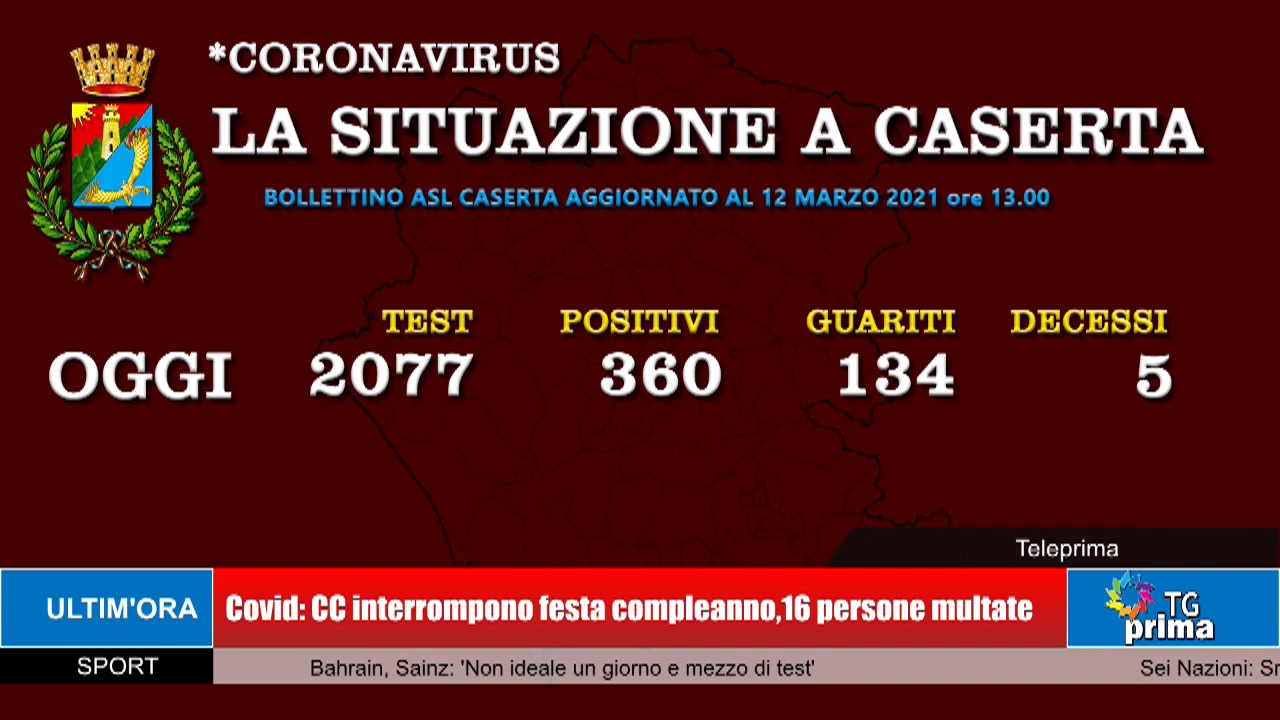 *CORONAVIRUS
LA SITUAZIONE A CASERTA
BOLLETTINO ASL CASERTA AGGIORNATO AL 12 MARZO 2021 ore 13.00
TEST POSITIVI GUARITI DECESSI
OGGI 2077 360 134 5
Teleprima
ULTIM'ORA Covid: CC interrompono festa compleanno,16 persone multate
TG prima
SPORT Bahrain, Sainz: 'Non ideale un giorno e mezzo di test' Sei Nazioni: